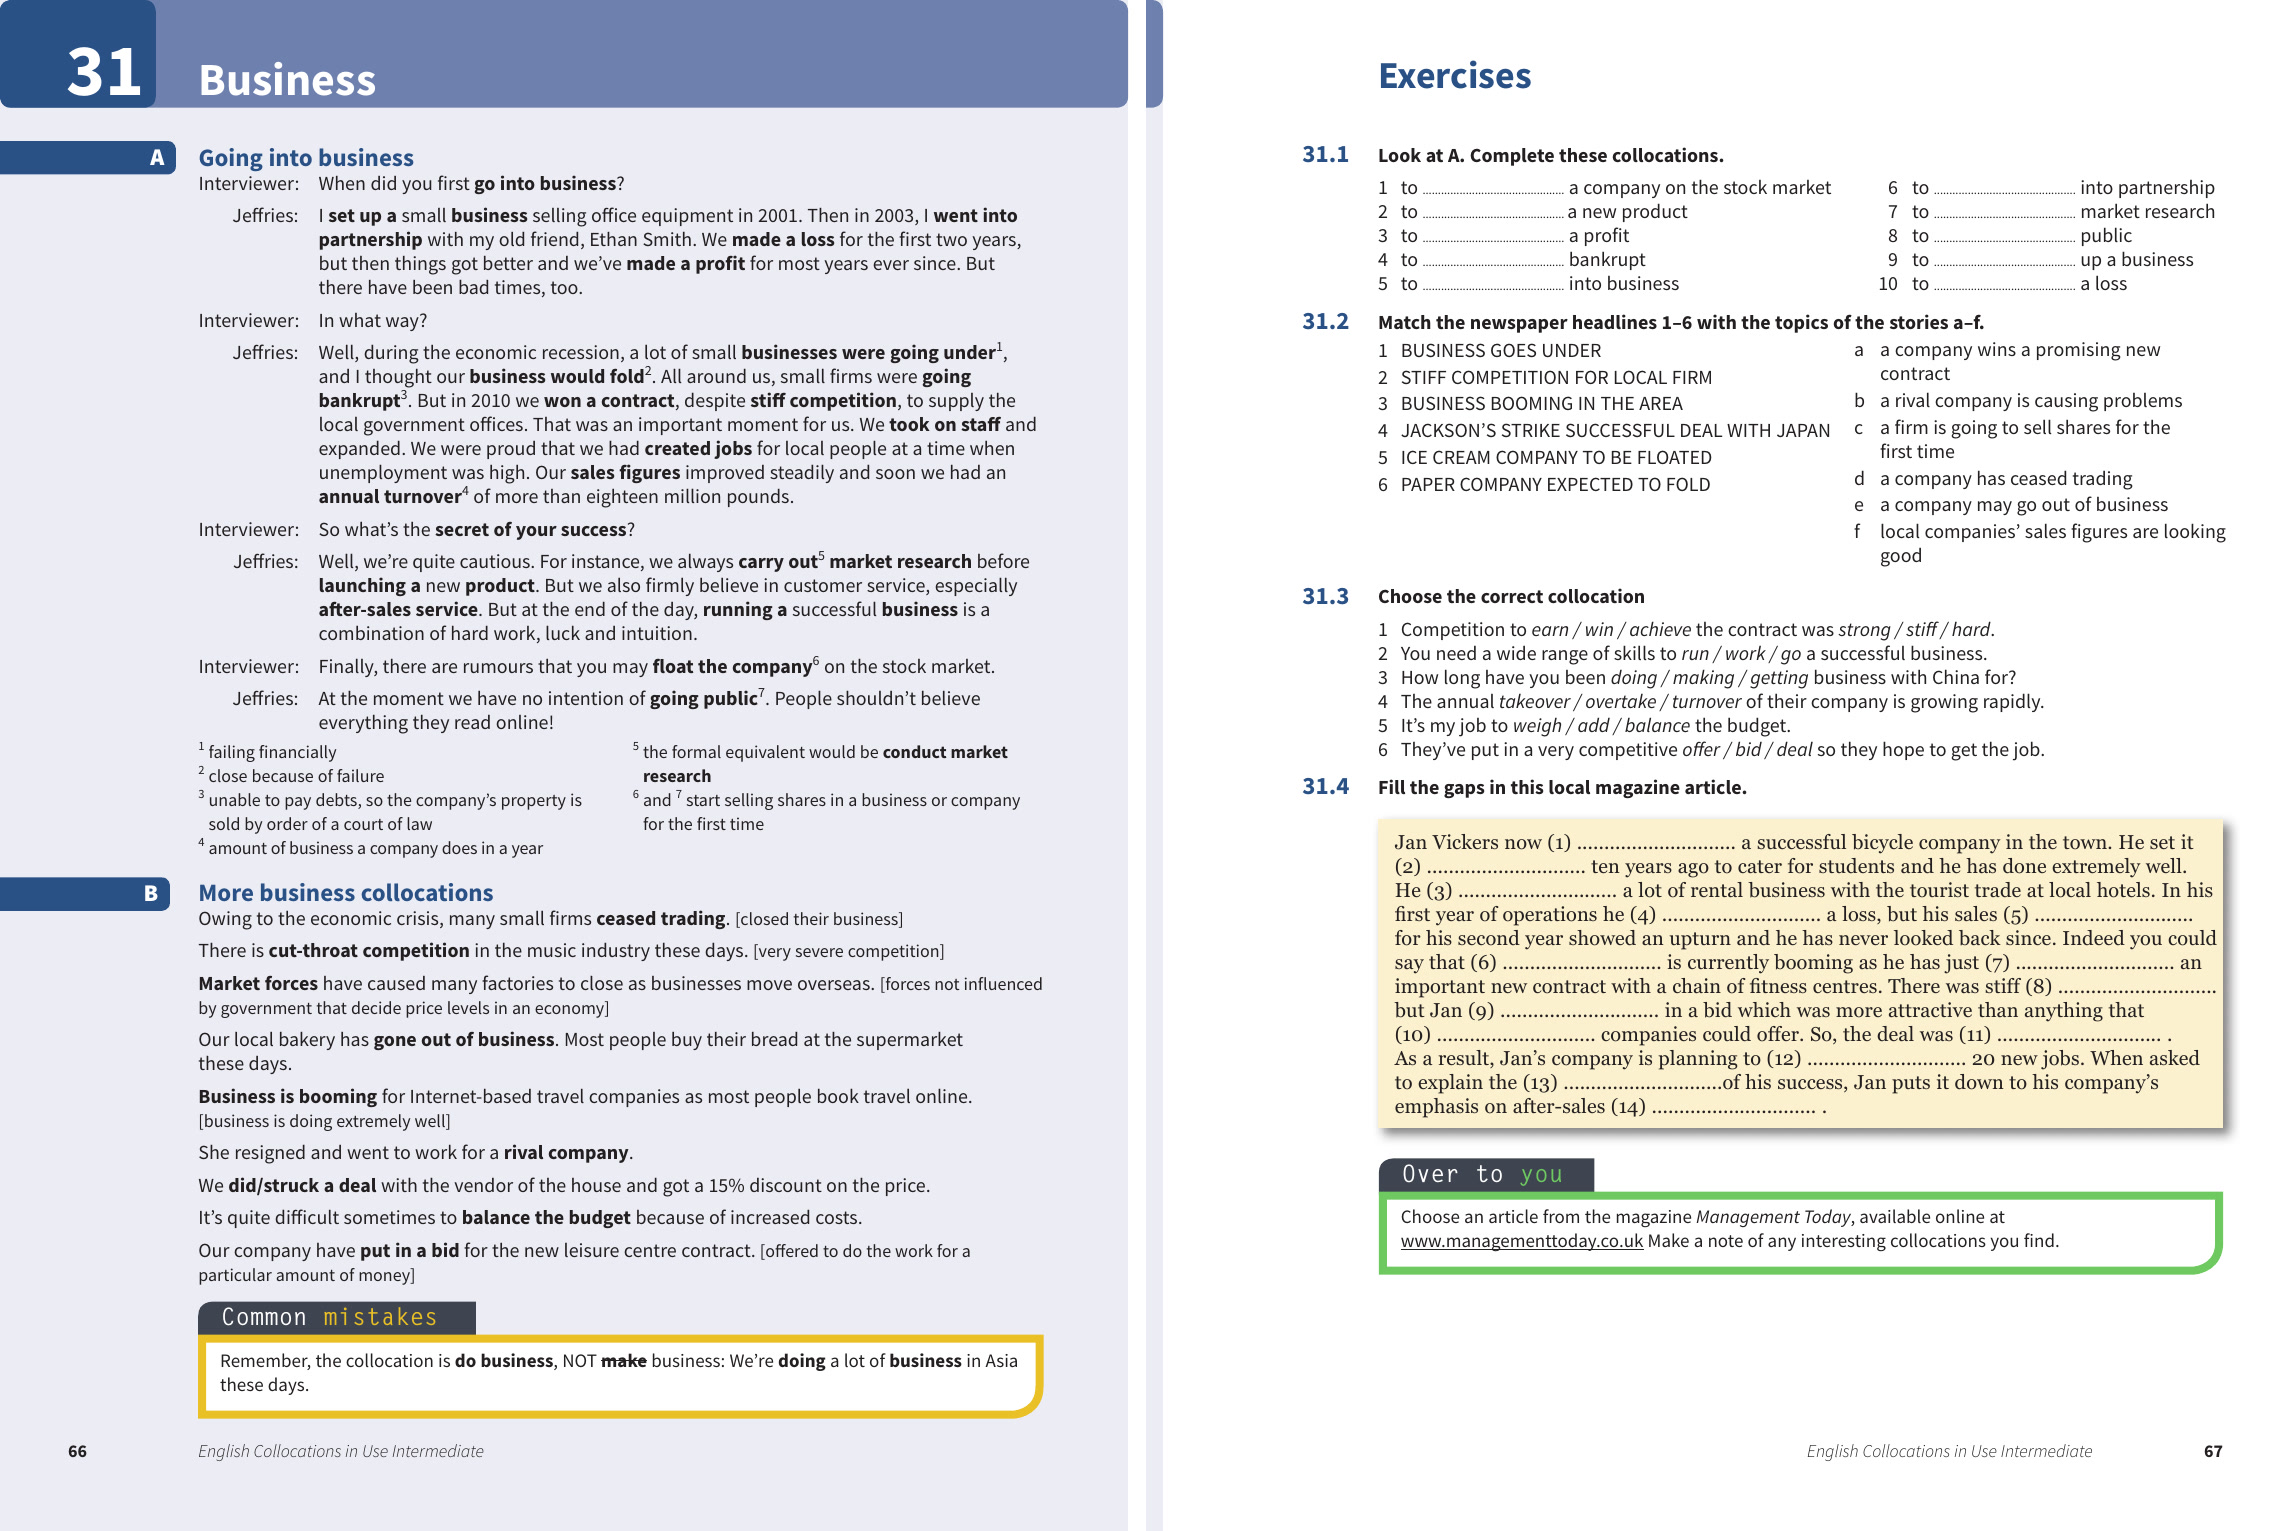 31
Business
A
Going into business
Interviewer: When did you first go into business?
Jeffries: I set up a small business selling office equipment in 2001. Then in 2003, I went into
partnership with my old friend, Ethan Smith. We made a loss for the first two years,
but then things got better and we’ve made a profit for most years ever since. But
there have been bad times, too.
Interviewer: In what way?
Jeffries: Well, during the economic recession, a lot of small businesses were going under1,
and I thought our business would fold2. All around us, small firms were going
bankrupt3. But in 2010 we won a contract, despite stiff competition, to supply the
local government offices. That was an important moment for us. We took on staff and
expanded. We were proud that we had created jobs for local people at a time when
unemployment was high. Our sales figures improved steadily and soon we had an
annual turnover4 of more than eighteen million pounds.
Interviewer: So what’s the secret of your success?
Jeffries: Well, we’re quite cautious. For instance, we always carry out5 market research before
launching a new product. But we also firmly believe in customer service, especially
after-sales service. But at the end of the day, running a successful business is a
combination of hard work, luck and intuition.
Interviewer: Finally, there are rumours that you may float the company6 on the stock market.
Jeffries: At the moment we have no intention of going public7. People shouldn’t believe
everything they read online!
1 failing financially
2 close because of failure
3 unable to pay debts, so the company’s property is
sold by order of a court of law
4 amount of business a company does in a year
5 the formal equivalent would be conduct market
research
6 and 7 start selling shares in a business or company
for the first time
B
More business collocations
Owing to the economic crisis, many small firms ceased trading. [closed their business]
There is cut-throat competition in the music industry these days. [very severe competition]
Market forces have caused many factories to close as businesses move overseas. [forces not influenced
by government that decide price levels in an economy]
Our local bakery has gone out of business. Most people buy their bread at the supermarket
these days.
Business is booming for Internet-based travel companies as most people book travel online.
[business is doing extremely well]
She resigned and went to work for a rival company.
We did/struck a deal with the vendor of the house and got a 15% discount on the price.
It’s quite difficult sometimes to balance the budget because of increased costs.
Our company have put in a bid for the new leisure centre contract. [offered to do the work for a
particular amount of money]
Common mistakes
Remember, the collocation is do business, NOT make business: We’re doing a lot of business in Asia
these days.
66 English Collocations in Use Intermediate
Exercises
31.1 Look at A. Complete these collocations.
1 to .................... a company on the stock market
2 to .................... a new product
3 to .................... a profit
4 to .................... bankrupt
5 to .................... into business
6 to .................... into partnership
7 to .................... market research
8 to .................... public
9 to .................... up a business
10 to .................... a loss
31.2 Match the newspaper headlines 1–6 with the topics of the stories a–f.
1 BUSINESS GOES UNDER
2 STIFF COMPETITION FOR LOCAL FIRM
3 BUSINESS BOOMING IN THE AREA
4 JACKSON’S STRIKE SUCCESSFUL DEAL WITH JAPAN
5 ICE CREAM COMPANY TO BE FLOATED
6 PAPER COMPANY EXPECTED TO FOLD
a a company wins a promising new
contract
b a rival company is causing problems
c a firm is going to sell shares for the
first time
d a company has ceased trading
e a company may go out of business
f local companies’ sales figures are looking
good
31.3 Choose the correct collocation
1 Competition to earn / win / achieve the contract was strong / stiff / hard.
2 You need a wide range of skills to run / work / go a successful business.
3 How long have you been doing / making / getting business with China for?
4 The annual takeover / overtake / turnover of their company is growing rapidly.
5 It’s my job to weigh / add / balance the budget.
6 They’ve put in a very competitive offer / bid / deal so they hope to get the job.
31.4 Fill the gaps in this local magazine article.
Jan Vickers now (1) ............................. a successful bicycle company in the town. He set it
(2) ............................. ten years ago to cater for students and he has done extremely well.
He (3) ............................. a lot of rental business with the tourist trade at local hotels. In his
first year of operations he (4) ............................. a loss, but his sales (5) .............................
for his second year showed an upturn and he has never looked back since. Indeed you could
say that (6) ............................. is currently booming as he has just (7) ............................. an
important new contract with a chain of fitness centres. There was stiff (8) .............................
but Jan (9) ............................. in a bid which was more attractive than anything that
(10) ............................. companies could offer. So, the deal was (11) .............................. .
As a result, Jan’s company is planning to (12) ............................. 20 new jobs. When asked
to explain the (13) .............................of his success, Jan puts it down to his company’s
emphasis on after-sales (14) .............................. .
Over to you
Choose an article from the magazine Management Today, available online at
www.managementtoday.co.uk Make a note of any interesting collocations you find.
English Collocations in Use Intermediate 67